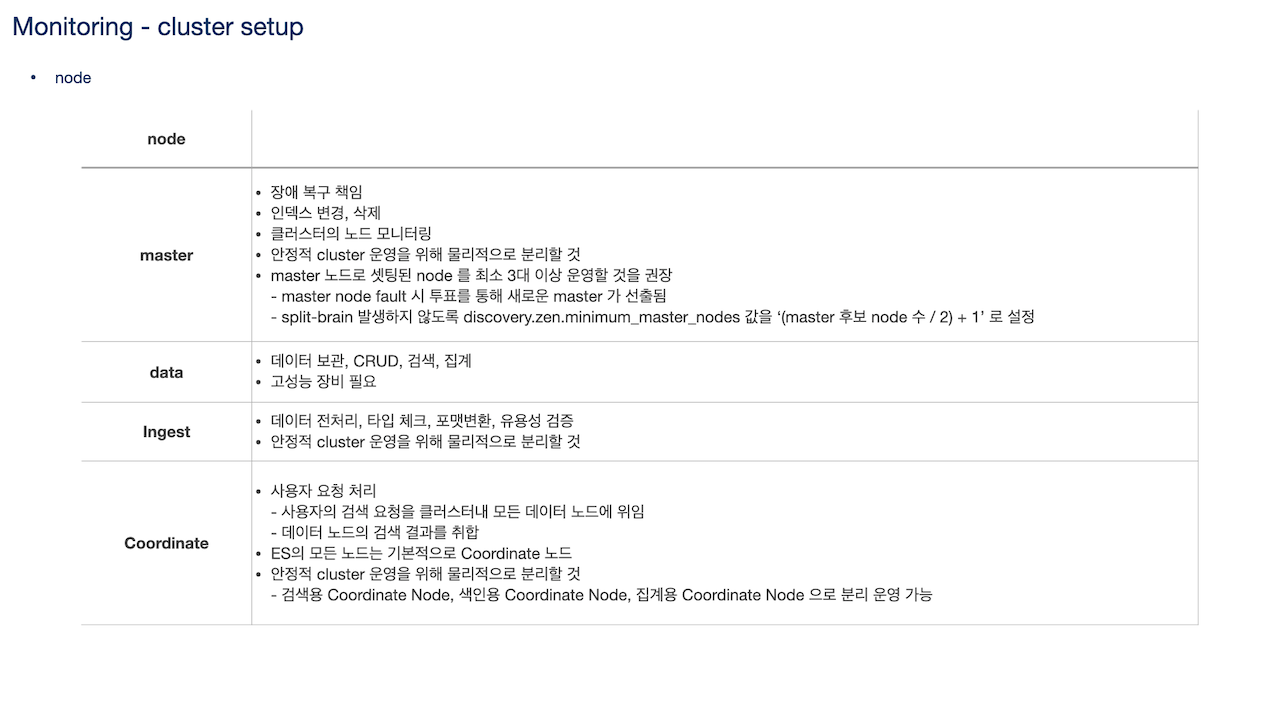 Monitoring - cluster setup
• node
node
master
• 장애 복구 책임
• 인덱스 변경, 삭제
• 클러스터의 노드 모니터링
• 안정적 cluster 운영을 위해 물리적으로 분리할 것
• master 노드로 셋팅된 node 를 최소 3대 이상 운영할 것을 권장
- master node fault 시 투표를 통해 새로운 master 가 선출됨
- split-brain 발생하지 않도록 discovery.zen.minimum_master_nodes 값을 ‘(master 후보 node 수 / 2) + 1’ 로 설정
data
• 데이터 보관, CRUD, 검색, 집계
• 고성능 장비 필요
Ingest
• 데이터 전처리, 타입 체크, 포맷변환, 유용성 검증
• 안정적 cluster 운영을 위해 물리적으로 분리할 것
Coordinate
• 사용자 요청 처리
- 사용자의 검색 요청을 클러스터내 모든 데이터 노드에 위임
- 데이터 노드의 검색 결과를 취합
• ES의 모든 노드는 기본적으로 Coordinate 노드
• 안정적 cluster 운영을 위해 물리적으로 분리할 것
- 검색용 Coordinate Node, 색인용 Coordinate Node, 집계용 Coordinate Node 으로 분리 운영 가능